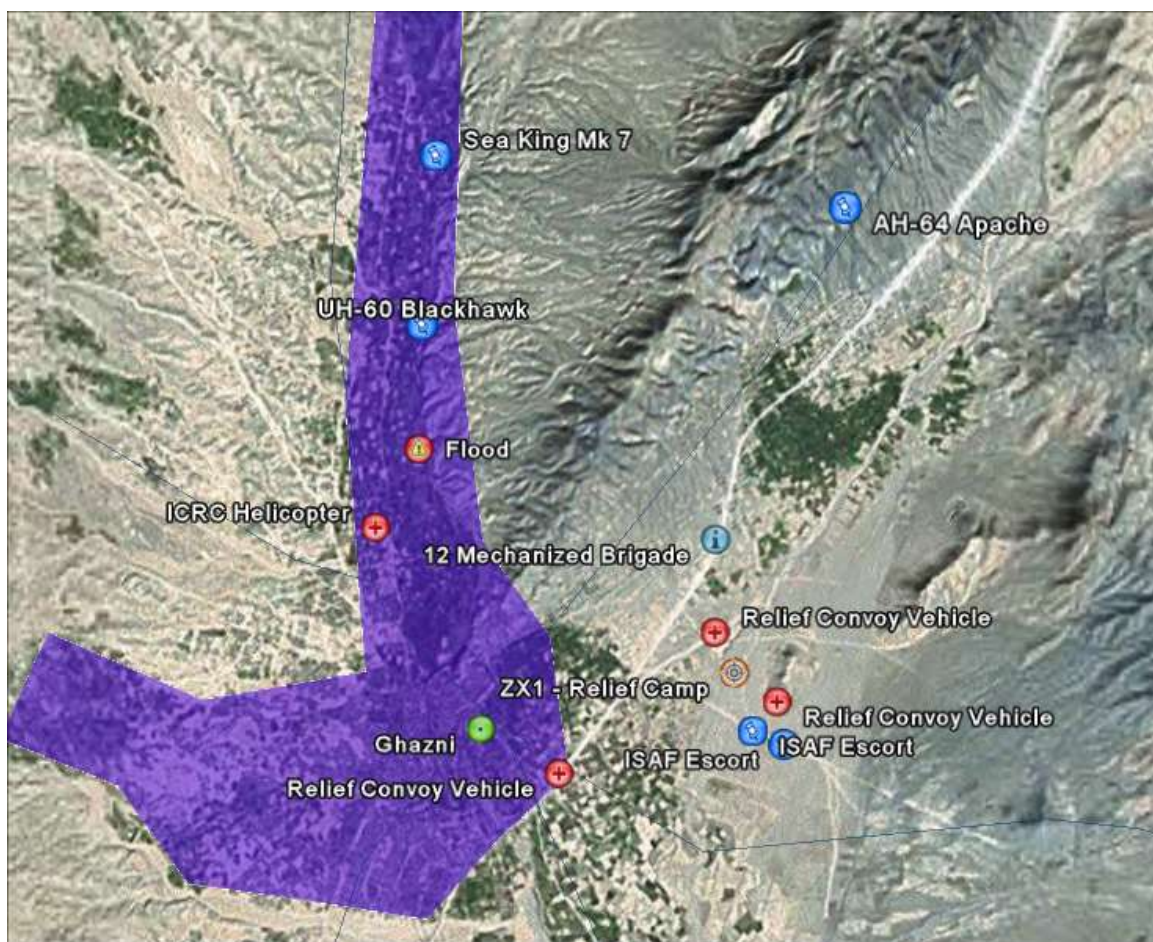 Sea King Mk 7
AH-64 Apache
UH-60 Blackhawk
Flood
ICRC Helicopter
12 Mechanized Brigade
Relief Convoy Vehicle
ZX1 - Relief Camp
Relief Convoy Vehicle
Ghazni
ISAF Escort
ISAF Escort
Relief Convoy Vehicle